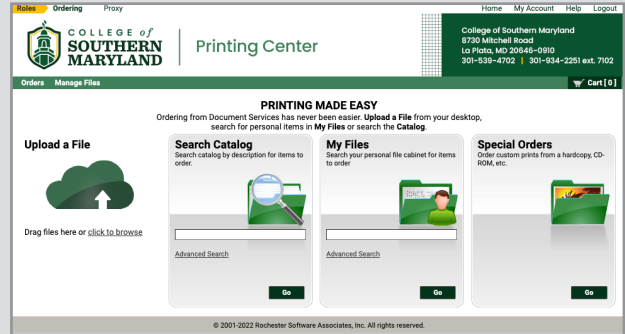 Roles Ordering Proxy Home My Account Help Logout
COLLEGE of
SOUTHERN
MARYLAND
Printing Center
College of Southern Maryland
8730 Mitchell Road
La Plata, MD 20646-0910
301-539-4702 | 301-934-2251 ext. 7102
Orders Manage Files Cart [ 0 ]
PRINTING MADE EASY
Ordering from Document Services has never been easier. Upload a File from your desktop,
search for personal items in My Files or search the Catalog.
Upload a File
Drag files here or click to browse
Search Catalog
Search catalog by description for items to
order.
Advanced Search
Go
My Files
Search your personal file cabinet for items
to order
Advanced Search
Go
Special Orders
Order custom prints from a hardcopy, CD-
ROM, etc.
Go
© 2001-2022 Rochester Software Associates, Inc. All rights reserved.